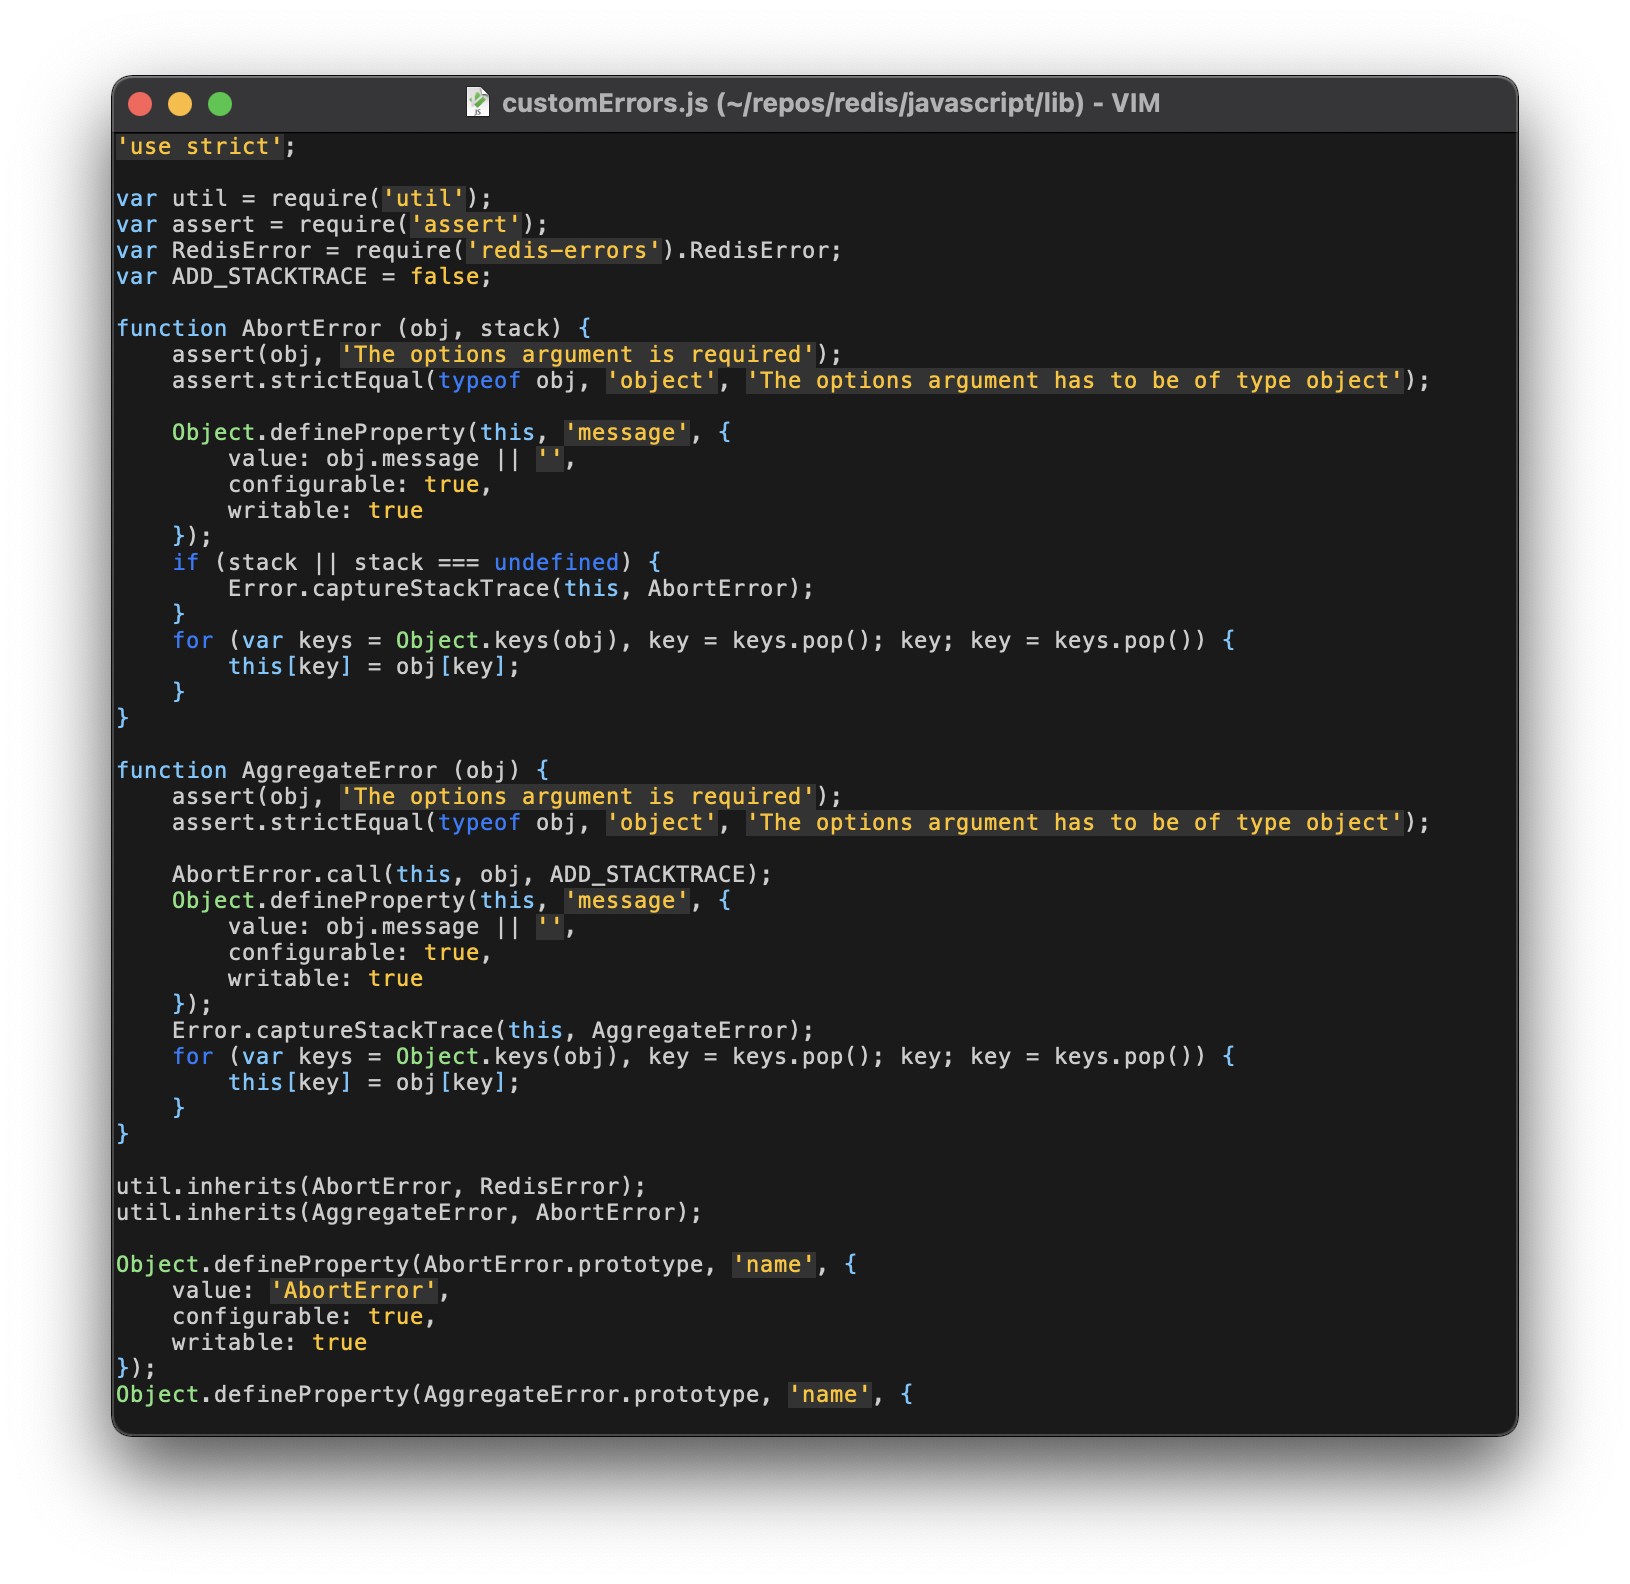 customErrors.js (~/repos/redis/javascript/lib) - VIM
'use strict';

var util = require('util');
var assert = require('assert');
var RedisError = require('redis-errors').RedisError;
var ADD_STACKTRACE = false;

function AbortError (obj, stack) {
    assert(obj, 'The options argument is required');
    assert.strictEqual(typeof obj, 'object', 'The options argument has to be of type object');

    Object.defineProperty(this, 'message', {
        value: obj.message || '',
        configurable: true,
        writable: true
    });
    if (stack || stack === undefined) {
        Error.captureStackTrace(this, AbortError);
    }
    for (var keys = Object.keys(obj), key = keys.pop(); key; key = keys.pop()) {
        this[key] = obj[key];
    }
}

function AggregateError (obj) {
    assert(obj, 'The options argument is required');
    assert.strictEqual(typeof obj, 'object', 'The options argument has to be of type object');

    AbortError.call(this, obj, ADD_STACKTRACE);
    Object.defineProperty(this, 'message', {
        value: obj.message || '',
        configurable: true,
        writable: true
    });
    Error.captureStackTrace(this, AggregateError);
    for (var keys = Object.keys(obj), key = keys.pop(); key; key = keys.pop()) {
        this[key] = obj[key];
    }
}

util.inherits(AbortError, RedisError);
util.inherits(AggregateError, AbortError);

Object.defineProperty(AbortError.prototype, 'name', {
    value: 'AbortError',
    configurable: true,
    writable: true
});
Object.defineProperty(AggregateError.prototype, 'name', {